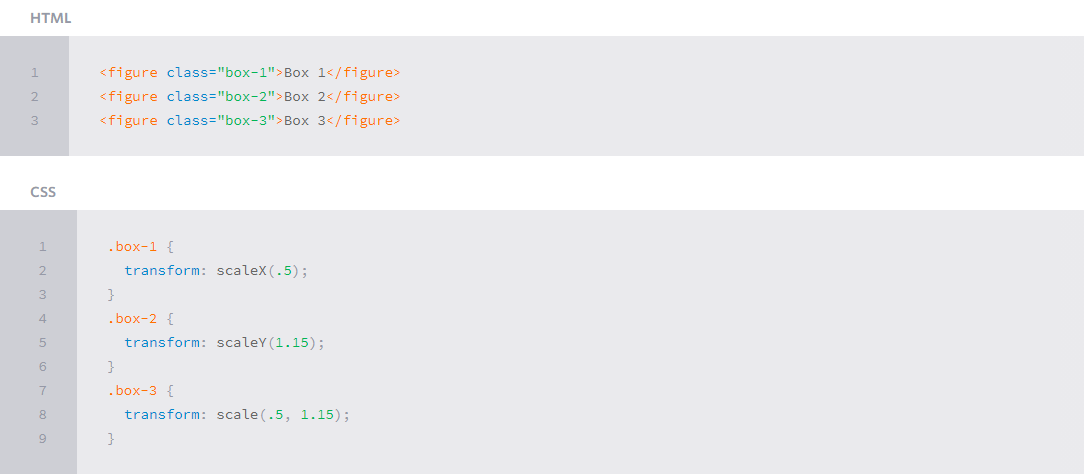 HTML
1 <figure class="box-1">Box 1</figure>
2 <figure class="box-2">Box 2</figure>
3 <figure class="box-3">Box 3</figure>
CSS
1 .box-1 {
2   transform: scaleX(.5);
3 }
4 .box-2 {
5   transform: scaleY(1.15);
6 }
7 .box-3 {
8   transform: scale(.5, 1.15);
9 }